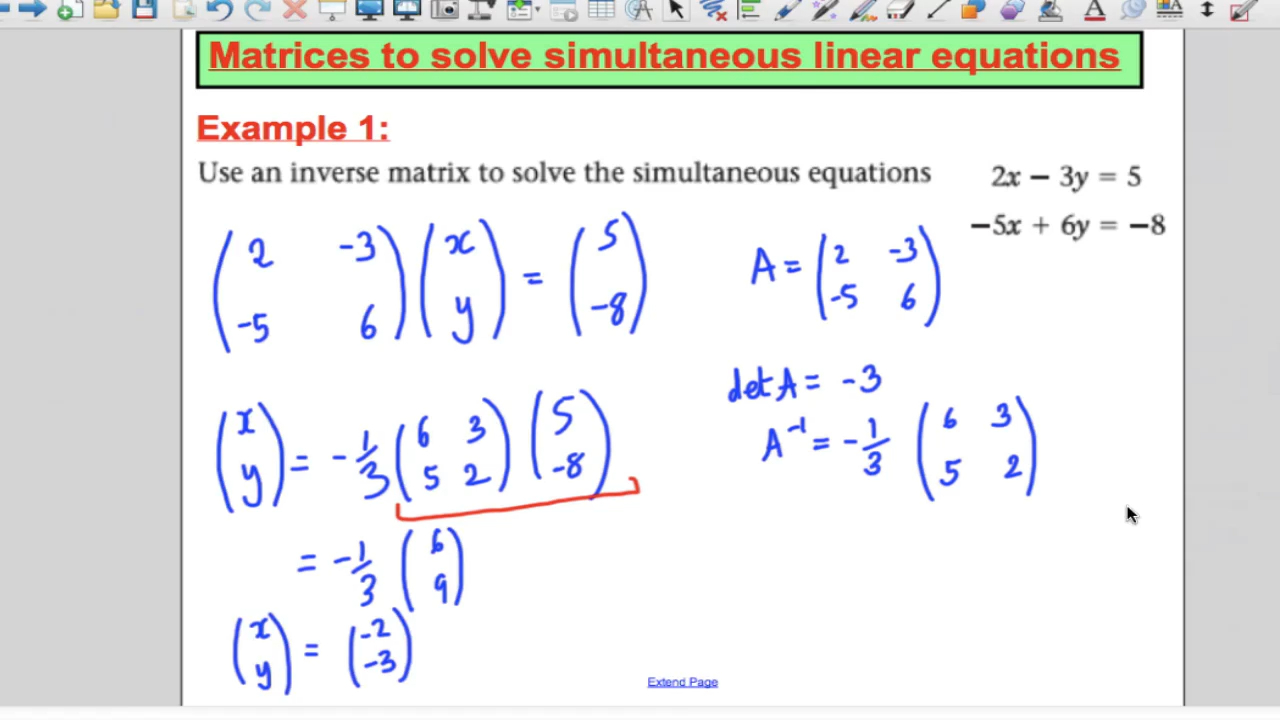 Matrices to solve simultaneous linear equations
Example 1:
Use an inverse matrix to solve the simultaneous equations
2x − 3y = 5
−5x + 6y = −8
(2 -3; -5 6)(x; y) = (5; -8)
A = (2 -3; -5 6)
det A = -3
(x; y) = -1/3 (6 3; 5 2)(5; -8)
A⁻¹ = -1/3 (6 3; 5 2)
= -1/3 (6; 9)
(x; y) = (-2; -3)
Extend Page